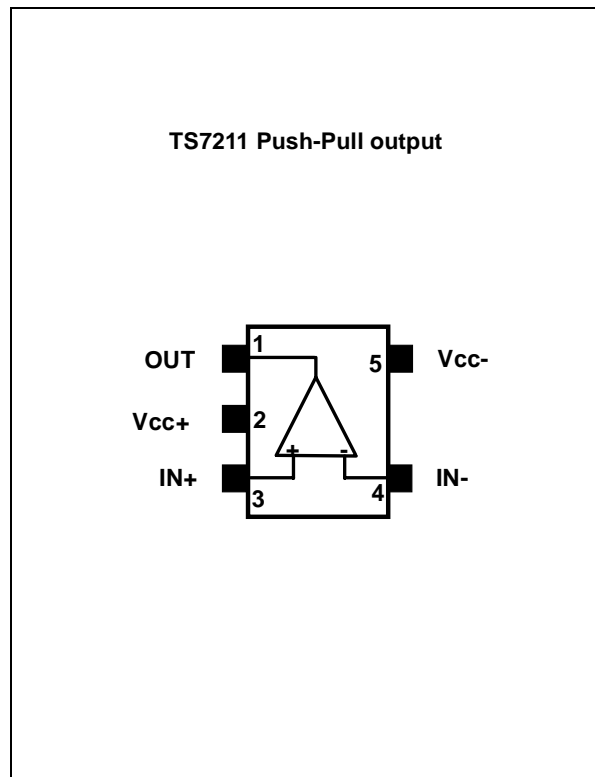 TS7211 Push-Pull output
OUT
1
5
Vcc-
Vcc+
2
+
-
IN+
3
4
IN-